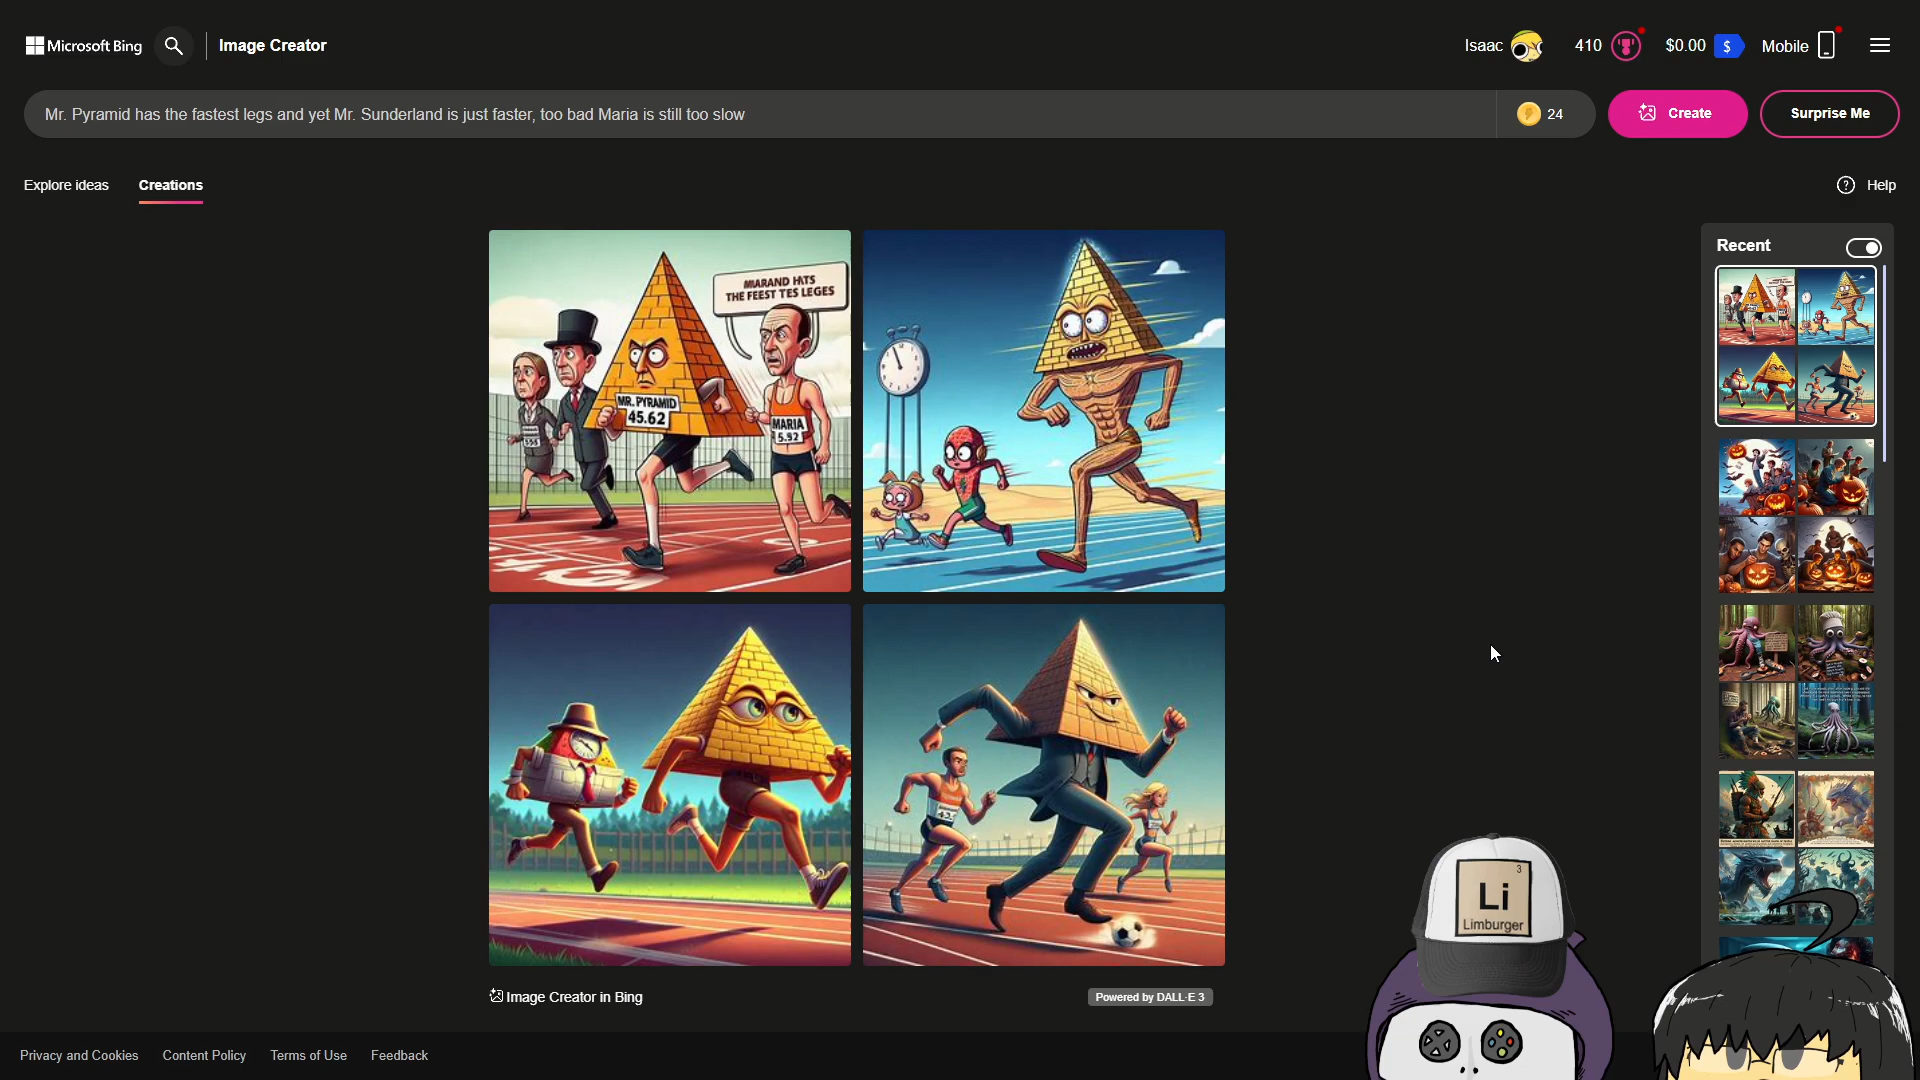 Microsoft Bing
Image Creator
Isaac
410
$0.00
$
Mobile
Mr. Pyramid has the fastest legs and yet Mr. Sunderland is just faster, too bad Maria is still too slow
24
Create
Surprise Me
Explore ideas
Creations
? Help
Recent
MIARAND HITS
THE FEEST TES LEGES
MR. PYRAMID
45.62
MARIA
5.92
Image Creator in Bing
Powered by DALL·E 3
3
Li
Limburger
Privacy and Cookies
Content Policy
Terms of Use
Feedback